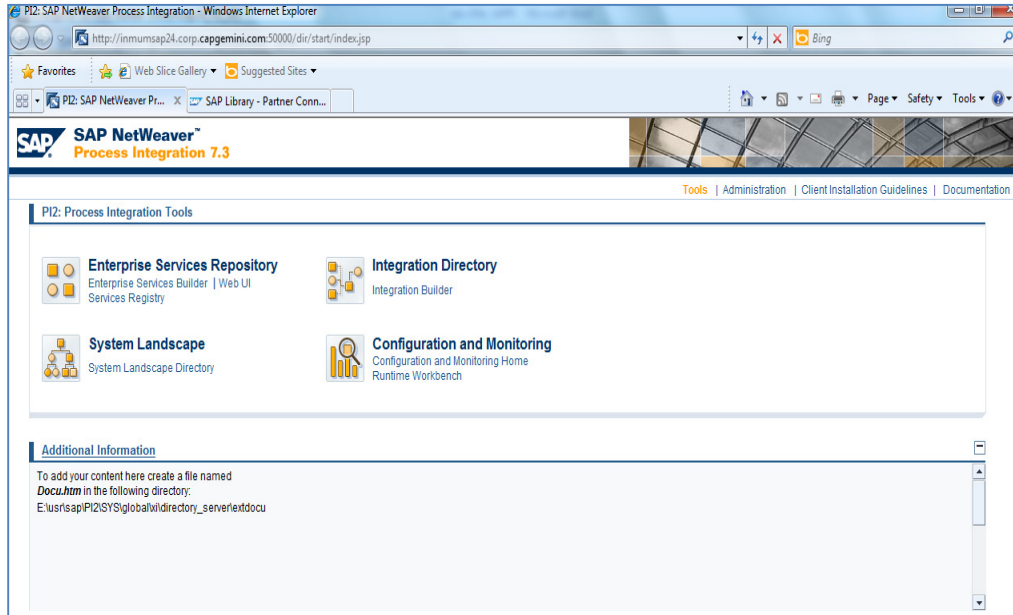 PI2: SAP NetWeaver Process Integration - Windows Internet Explorer
http://inmumsap24.corp.capgemini.com:50000/dir/start/index.jsp
Bing
Favorites
Web Slice Gallery
Suggested Sites
PI2: SAP NetWeaver Pr...
SAP Library - Partner Conn...
Page
Safety
Tools
SAP
SAP NetWeaver™
Process Integration 7.3
Tools | Administration | Client Installation Guidelines | Documentation
PI2: Process Integration Tools
Enterprise Services Repository
Enterprise Services Builder | Web UI
Services Registry
Integration Directory
Integration Builder
System Landscape
System Landscape Directory
Configuration and Monitoring
Configuration and Monitoring Home
Runtime Workbench
Additional Information
To add your content here create a file named
Docu.htm in the following directory:
E:\usr\sap\PI2\SYS\global\xi\directory_server\extdocu